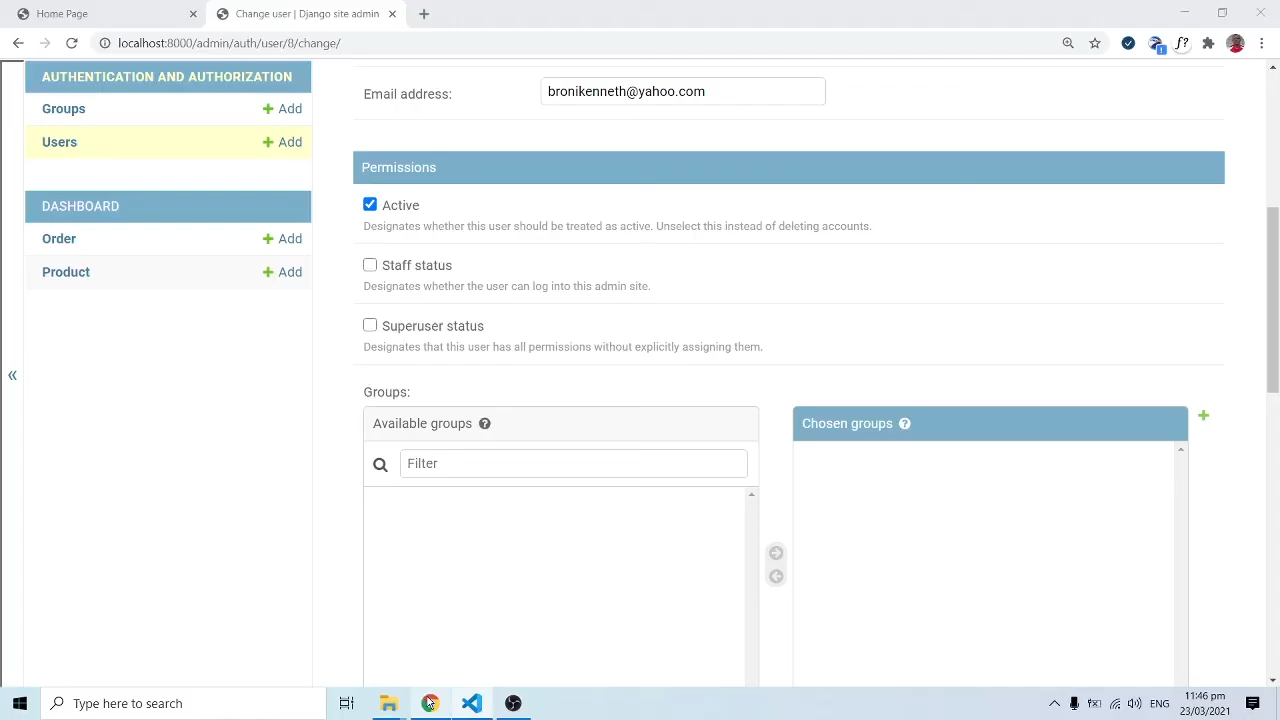 Home Page
Change user | Django site admin
localhost:8000/admin/auth/user/8/change/
AUTHENTICATION AND AUTHORIZATION
Groups
Add
Users
Add
DASHBOARD
Order
Add
Product
Add
«
Email address:
bronikenneth@yahoo.com
Permissions
Active
Designates whether this user should be treated as active. Unselect this instead of deleting accounts.
Staff status
Designates whether the user can log into this admin site.
Superuser status
Designates that this user has all permissions without explicitly assigning them.
Groups:
Available groups ?
Filter
Chosen groups ?
Type here to search
ENG
11:46 pm
23/03/2021